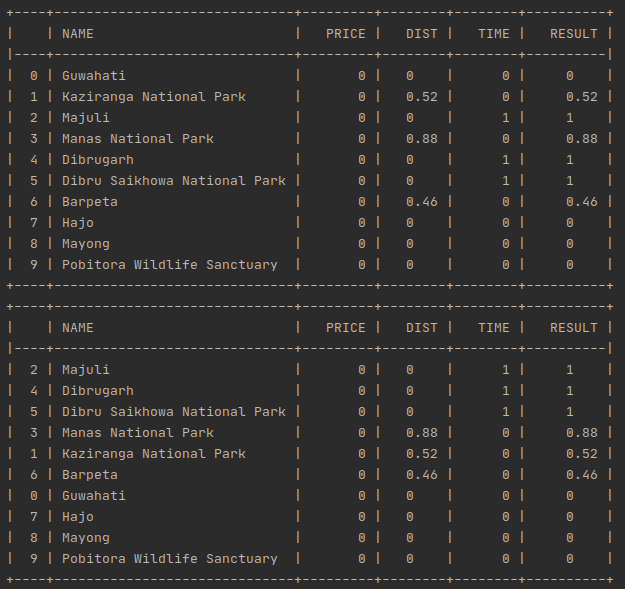 +----+------------------------------+---------+--------+--------+----------+
|    | NAME                         |   PRICE |   DIST |   TIME |   RESULT |
|----+------------------------------+---------+--------+--------+----------|
|  0 | Guwahati                     |       0 |   0    |      0 |     0    |
|  1 | Kaziranga National Park      |       0 |   0.52 |      0 |     0.52 |
|  2 | Majuli                       |       0 |   0    |      1 |     1    |
|  3 | Manas National Park          |       0 |   0.88 |      0 |     0.88 |
|  4 | Dibrugarh                    |       0 |   0    |      1 |     1    |
|  5 | Dibru Saikhowa National Park |       0 |   0    |      1 |     1    |
|  6 | Barpeta                      |       0 |   0.46 |      0 |     0.46 |
|  7 | Hajo                         |       0 |   0    |      0 |     0    |
|  8 | Mayong                       |       0 |   0    |      0 |     0    |
|  9 | Pobitora Wildlife Sanctuary  |       0 |   0    |      0 |     0    |
+----+------------------------------+---------+--------+--------+----------+
+----+------------------------------+---------+--------+--------+----------+
|    | NAME                         |   PRICE |   DIST |   TIME |   RESULT |
|----+------------------------------+---------+--------+--------+----------|
|  2 | Majuli                       |       0 |   0    |      1 |     1    |
|  4 | Dibrugarh                    |       0 |   0    |      1 |     1    |
|  5 | Dibru Saikhowa National Park |       0 |   0    |      1 |     1    |
|  3 | Manas National Park          |       0 |   0.88 |      0 |     0.88 |
|  1 | Kaziranga National Park      |       0 |   0.52 |      0 |     0.52 |
|  6 | Barpeta                      |       0 |   0.46 |      0 |     0.46 |
|  0 | Guwahati                     |       0 |   0    |      0 |     0    |
|  7 | Hajo                         |       0 |   0    |      0 |     0    |
|  8 | Mayong                       |       0 |   0    |      0 |     0    |
|  9 | Pobitora Wildlife Sanctuary  |       0 |   0    |      0 |     0    |
+----+------------------------------+---------+--------+--------+----------+